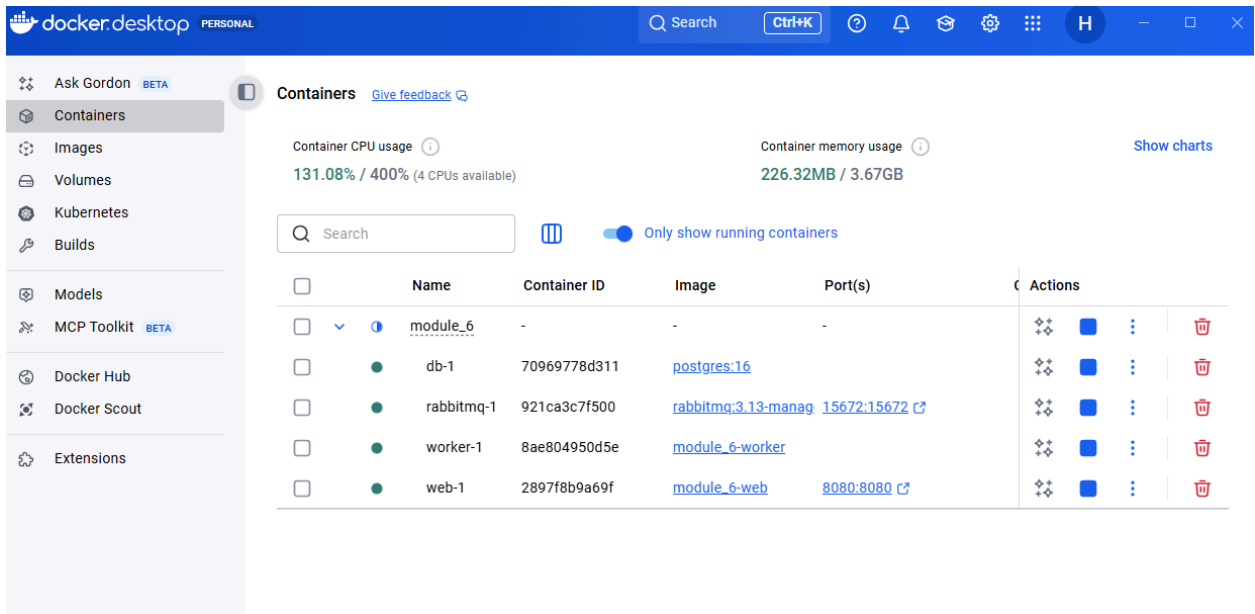 docker.desktop PERSONAL Search Ctrl+K H
Ask Gordon BETA
Containers
Images
Volumes
Kubernetes
Builds
Models
MCP Toolkit BETA
Docker Hub
Docker Scout
Extensions
Containers Give feedback
Container CPU usage
131.08% / 400% (4 CPUs available)
Container memory usage
226.32MB / 3.67GB
Show charts
Search
Only show running containers
Name Container ID Image Port(s) Actions
module_6 - - -
db-1 70969778d311 postgres:16
rabbitmq-1 921ca3c7f500 rabbitmq:3.13-manag 15672:15672
worker-1 8ae804950d5e module_6-worker
web-1 2897f8b9a69f module_6-web 8080:8080